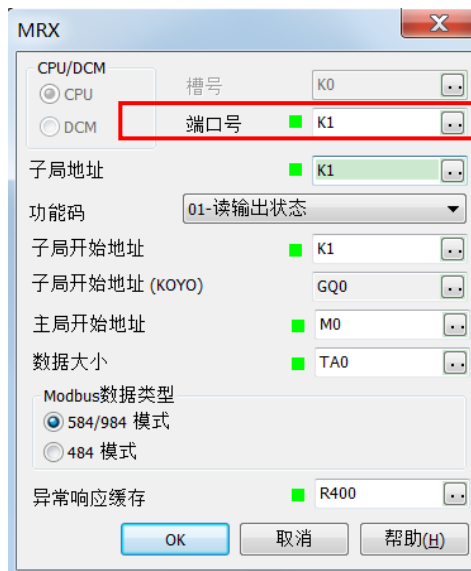 MRX
CPU/DCM
CPU
DCM
槽号 K0 ..
端口号 K1 ..
子局地址 K1 ..
功能码 01-读输出状态
子局开始地址 K1 ..
子局开始地址 (KOYO) GQ0 ..
主局开始地址 M0 ..
数据大小 TA0 ..
Modbus数据类型
584/984 模式
484 模式
异常响应缓存 R400 ..
OK 取消 帮助(H)